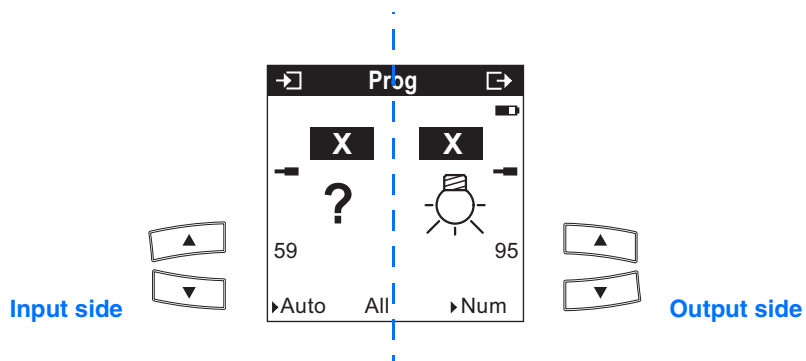 Prog
X X
?
59 95
Input side ▸Auto All ▸Num Output side